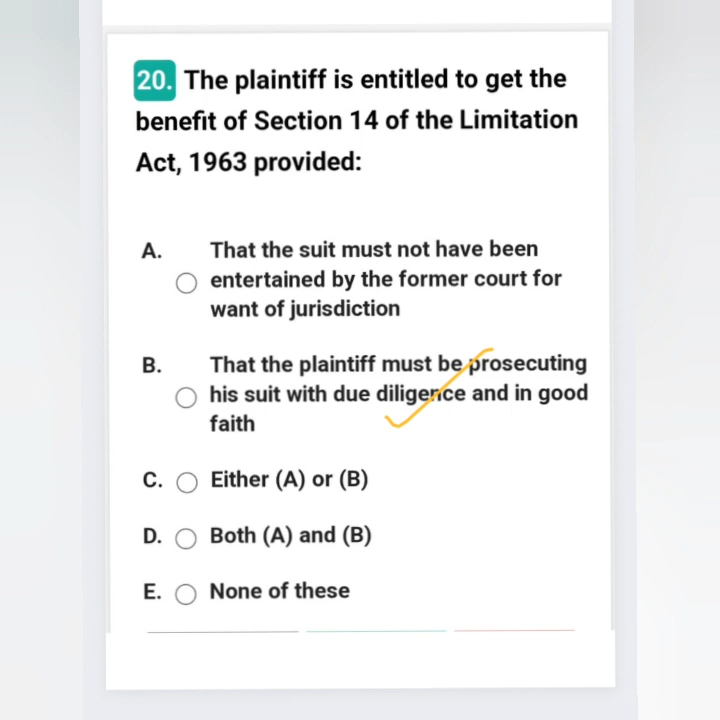 20. The plaintiff is entitled to get the
benefit of Section 14 of the Limitation
Act, 1963 provided:
A. That the suit must not have been
entertained by the former court for
want of jurisdiction
B. That the plaintiff must be prosecuting
his suit with due diligence and in good
faith
C. Either (A) or (B)
D. Both (A) and (B)
E. None of these